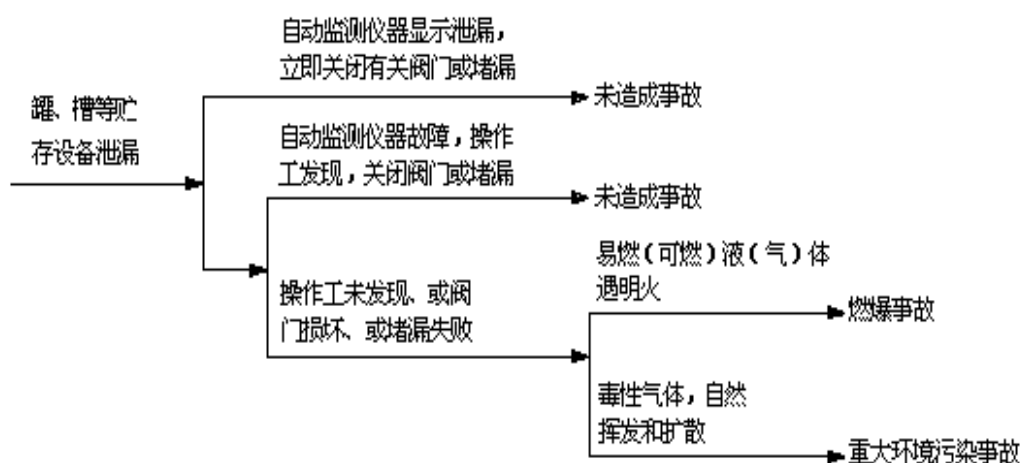 自动监测仪器显示泄漏，
立即关闭有关阀门或堵漏
未造成事故
罐、槽等贮
存设备泄漏
自动监测仪器故障，操作
工发现，关闭阀门或堵漏
未造成事故
易燃(可燃)液(气)体
遇明火
燃爆事故
操作工未发现、或阀
门损坏、或堵漏失败
毒性气体，自然
挥发和扩散
重大环境污染事故